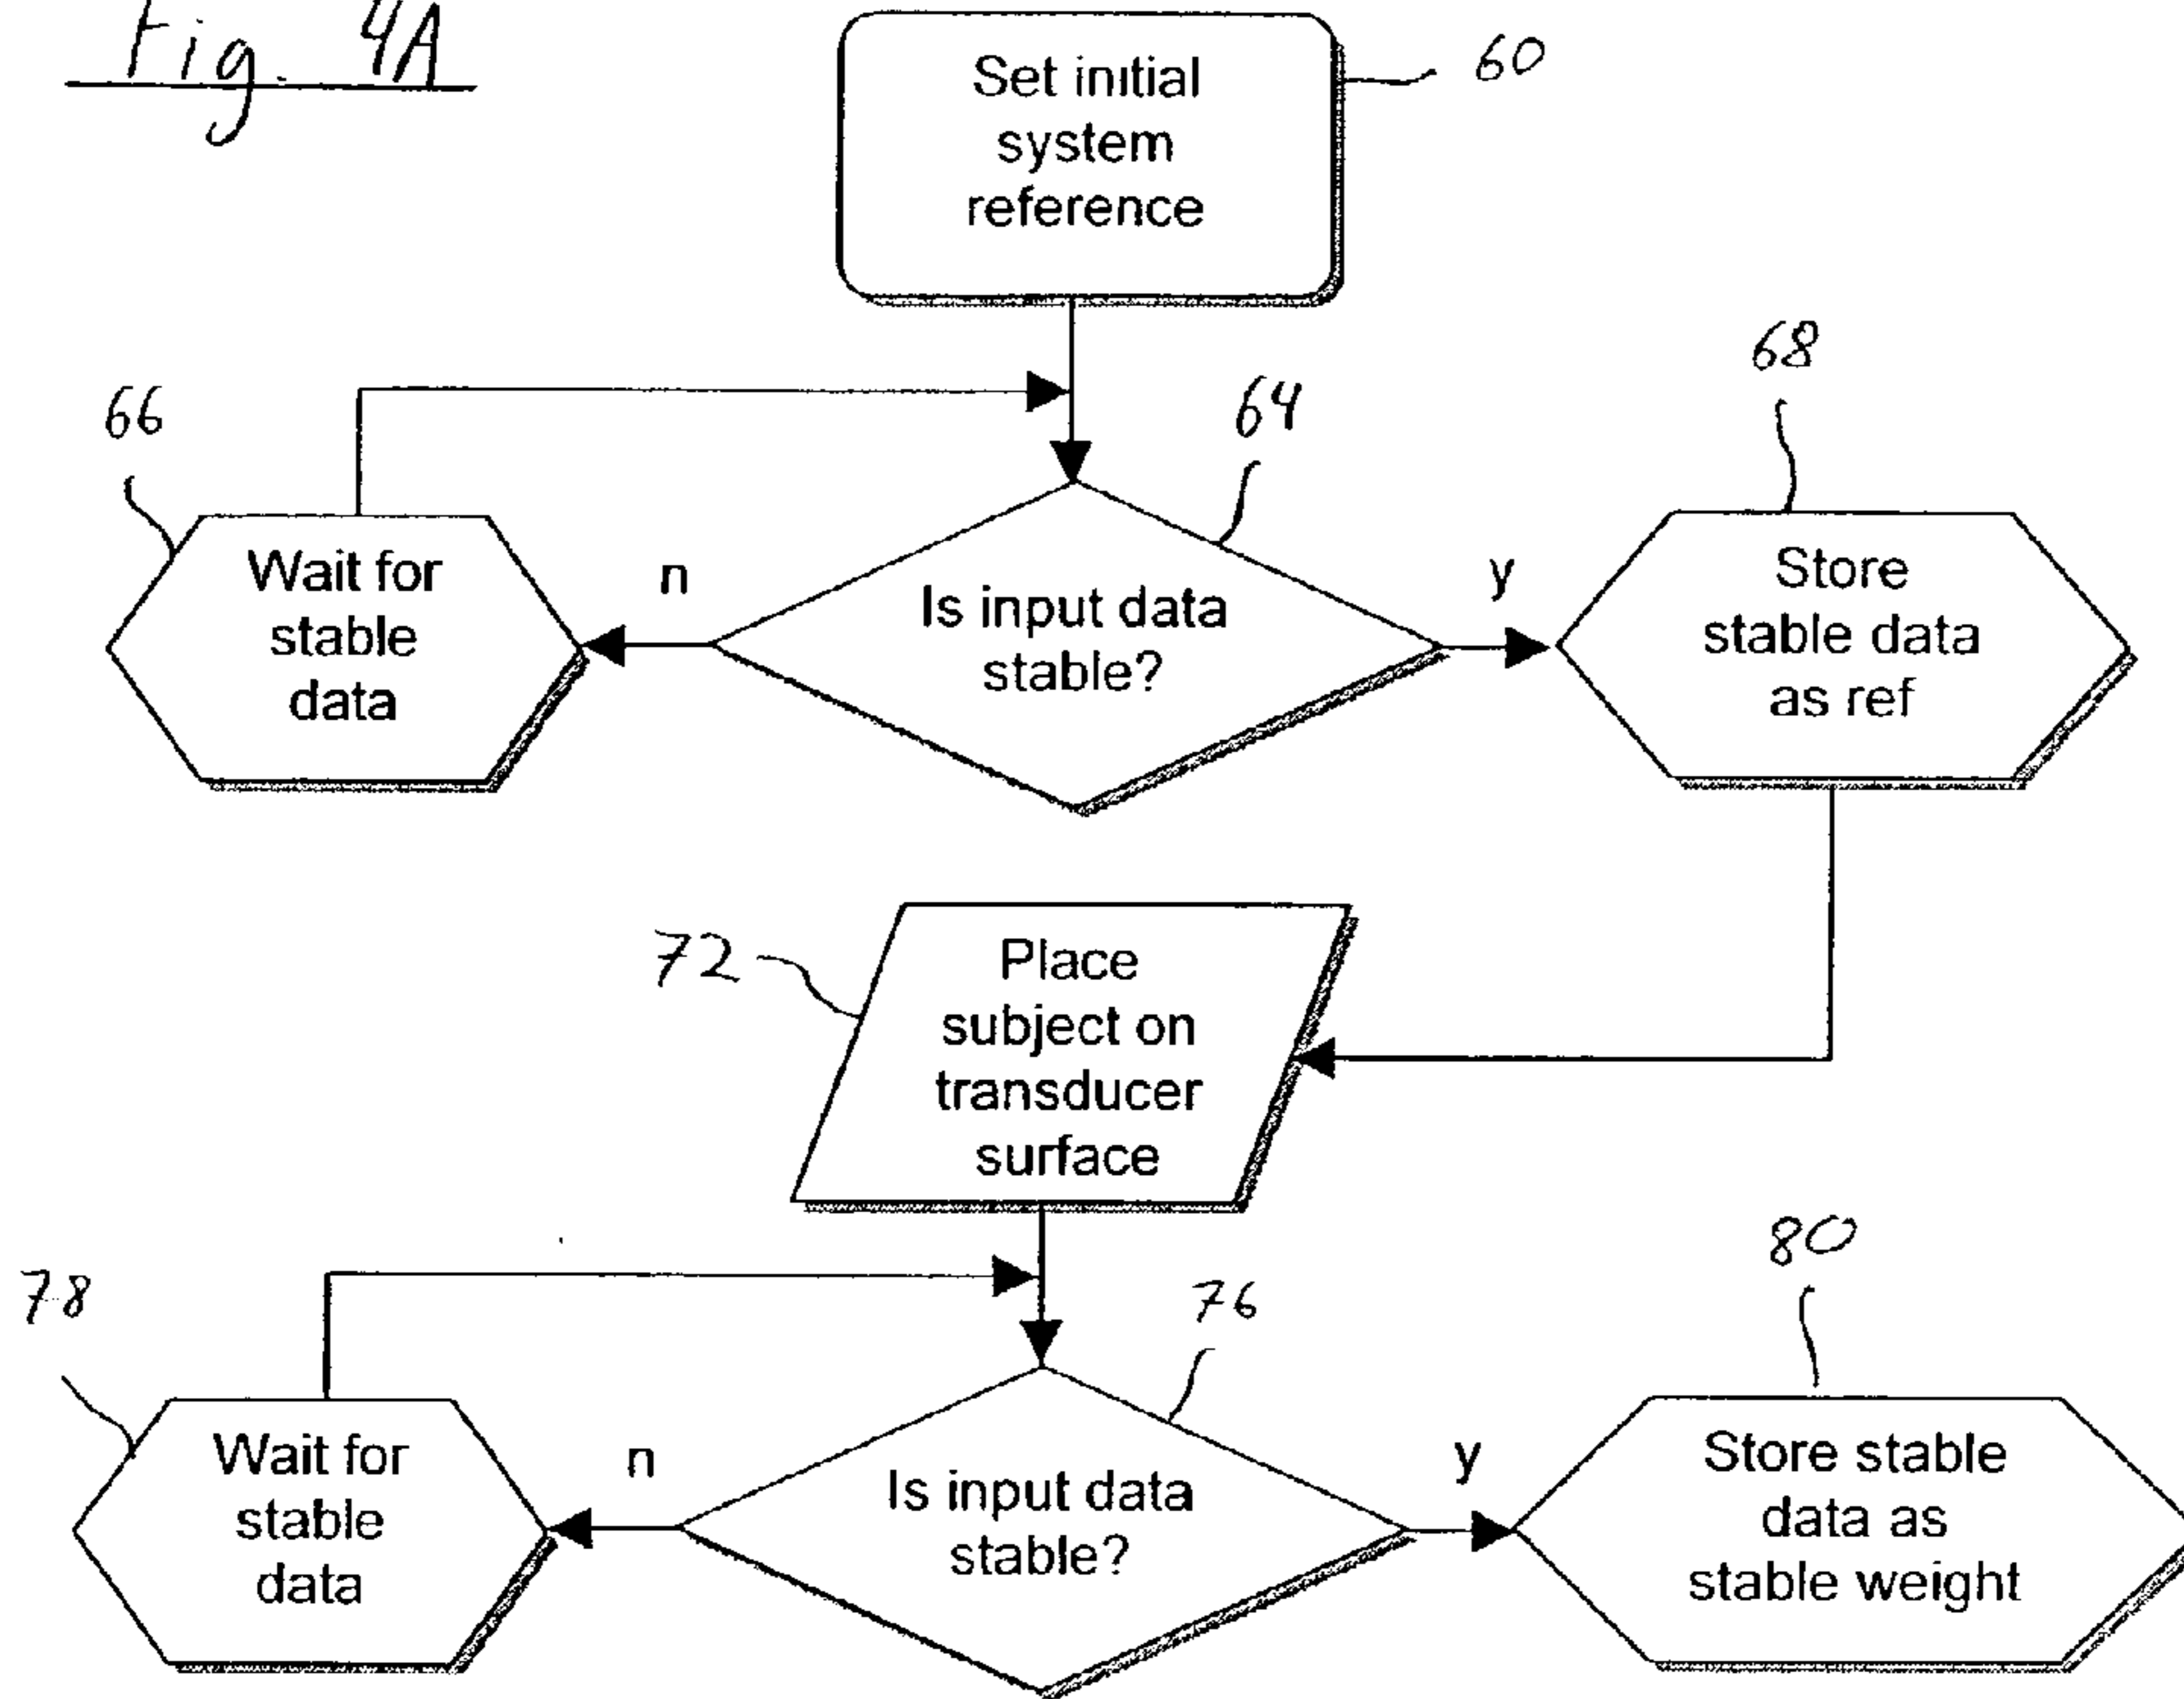 Fig. 4A
Set initial
system
reference
60
66
64
68
Wait for
stable
data
n
Is input data
stable?
y
Store
stable data
as ref
72
Place
subject on
transducer
surface
78
76
80
Wait for
stable
data
n
Is input data
stable?
y
Store stable
data as
stable weight